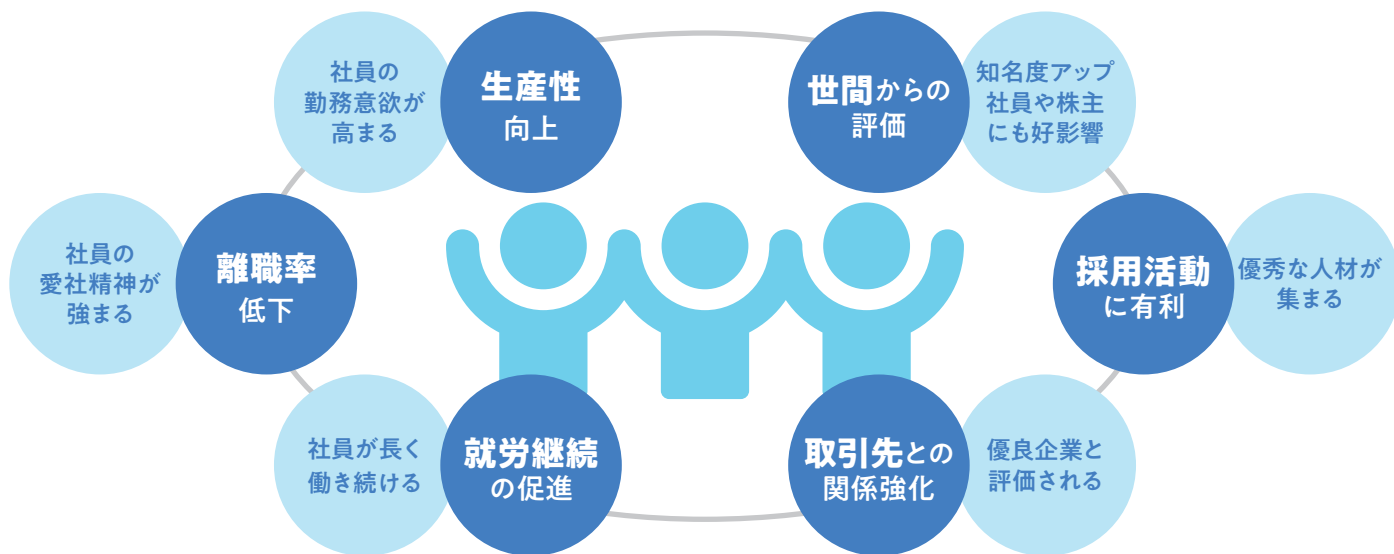 社員の
勤務意欲が
高まる
生産性
向上
世間からの
評価
知名度アップ
社員や株主
にも好影響
社員の
愛社精神が
強まる
離職率
低下
採用活動
に有利
優秀な人材が
集まる
社員が長く
働き続ける
就労継続
の促進
取引先との
関係強化
優良企業と
評価される